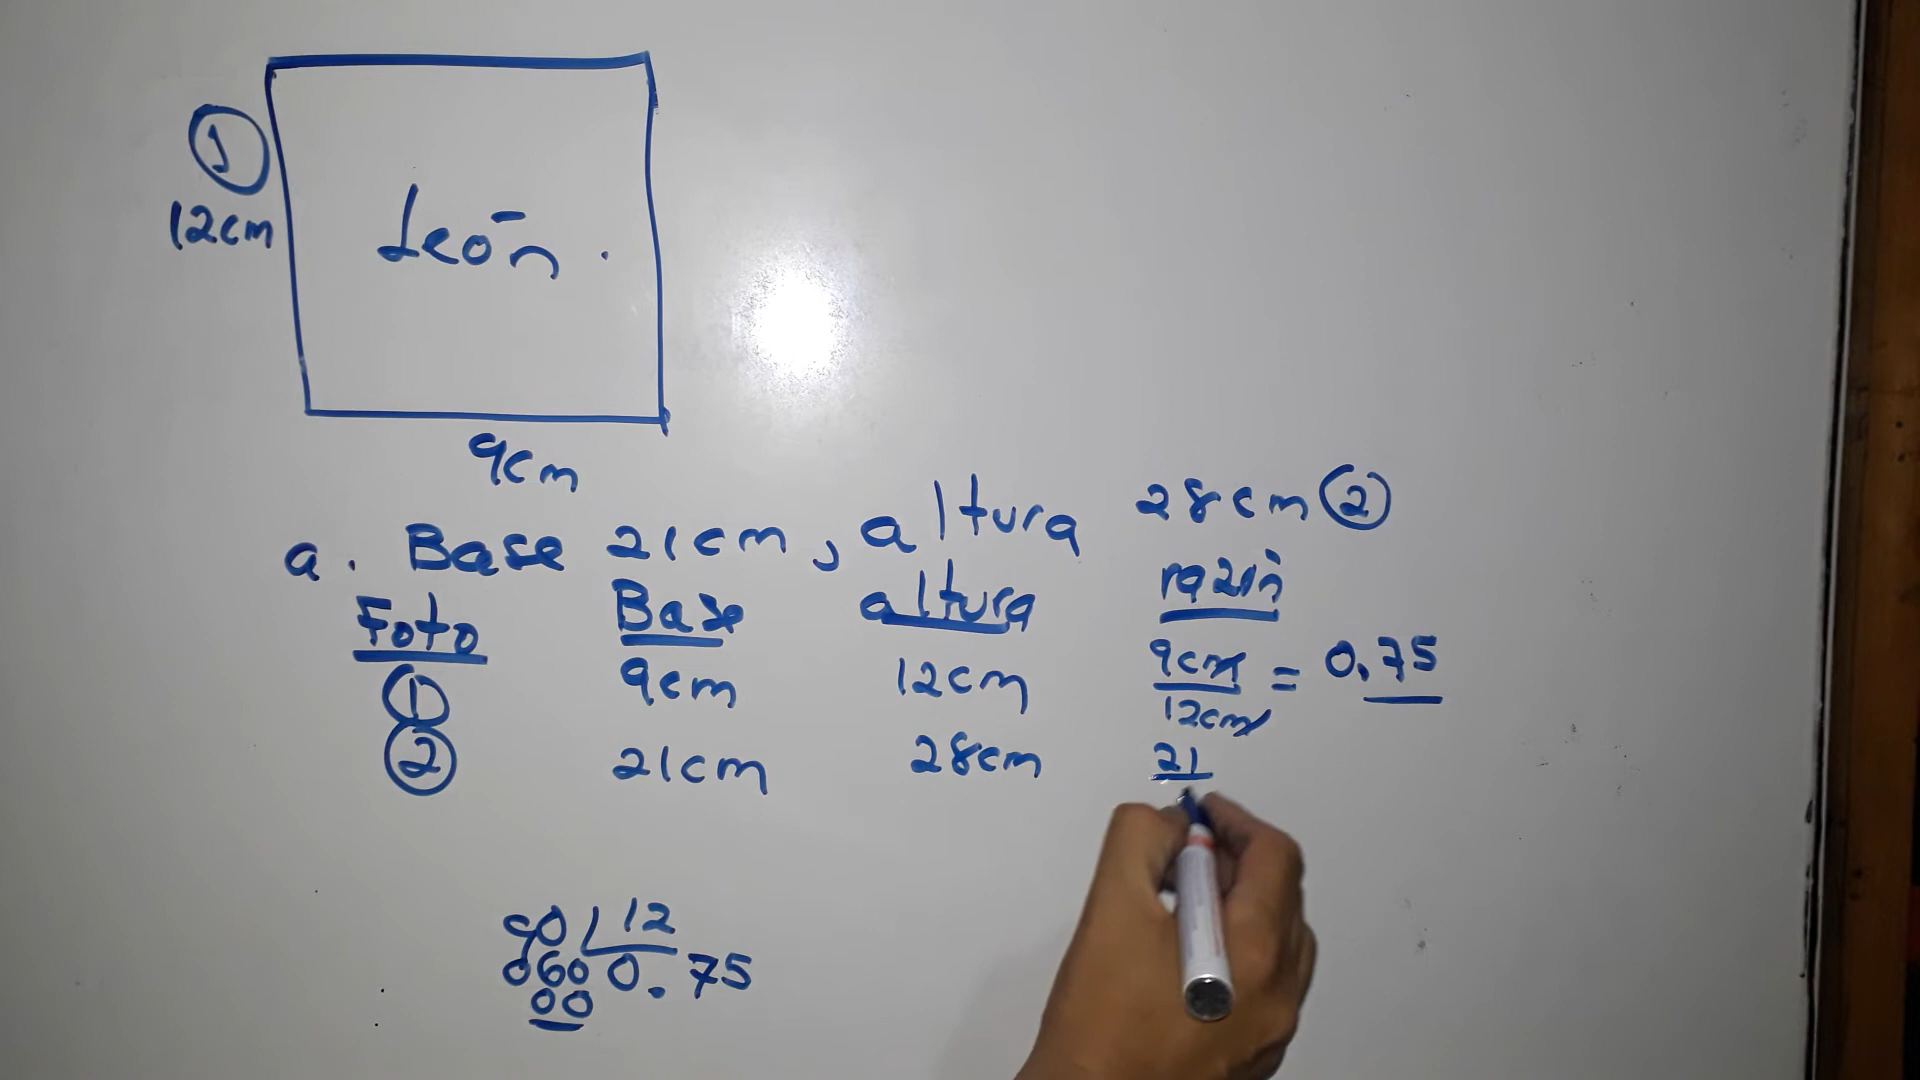 ①
12cm
León.
9cm
a. Base 21cm, altura 28cm ②
Foto Base altura razón
① 9cm 12cm 9cm/12cm = 0.75
② 21cm 28cm 21
90 12
060 0.75
00